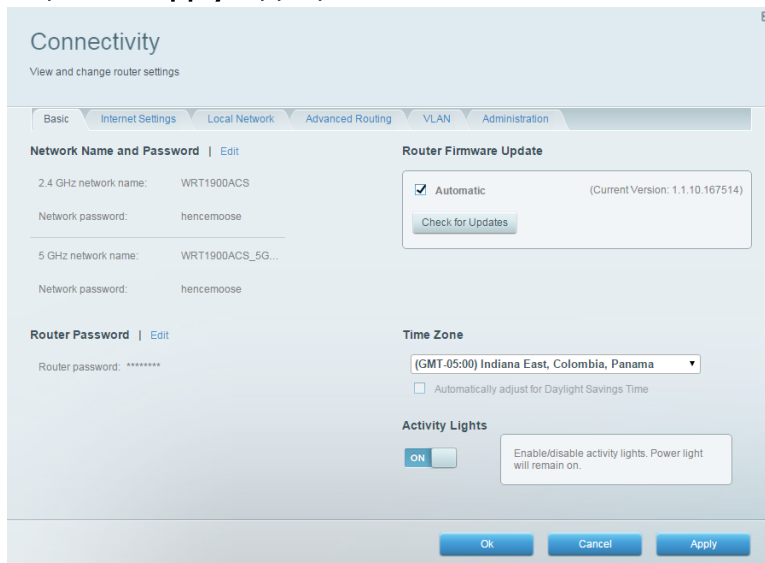 Connectivity
View and change router settings
Basic Internet Settings Local Network Advanced Routing VLAN Administration
Network Name and Password | Edit
2.4 GHz network name: WRT1900ACS
Network password: hencemoose
5 GHz network name: WRT1900ACS_5G...
Network password: hencemoose
Router Firmware Update
Automatic (Current Version: 1.1.10.167514)
Check for Updates
Router Password | Edit
Router password: ********
Time Zone
(GMT-05:00) Indiana East, Colombia, Panama
Automatically adjust for Daylight Savings Time
Activity Lights
ON
Enable/disable activity lights. Power light
will remain on.
Ok Cancel Apply